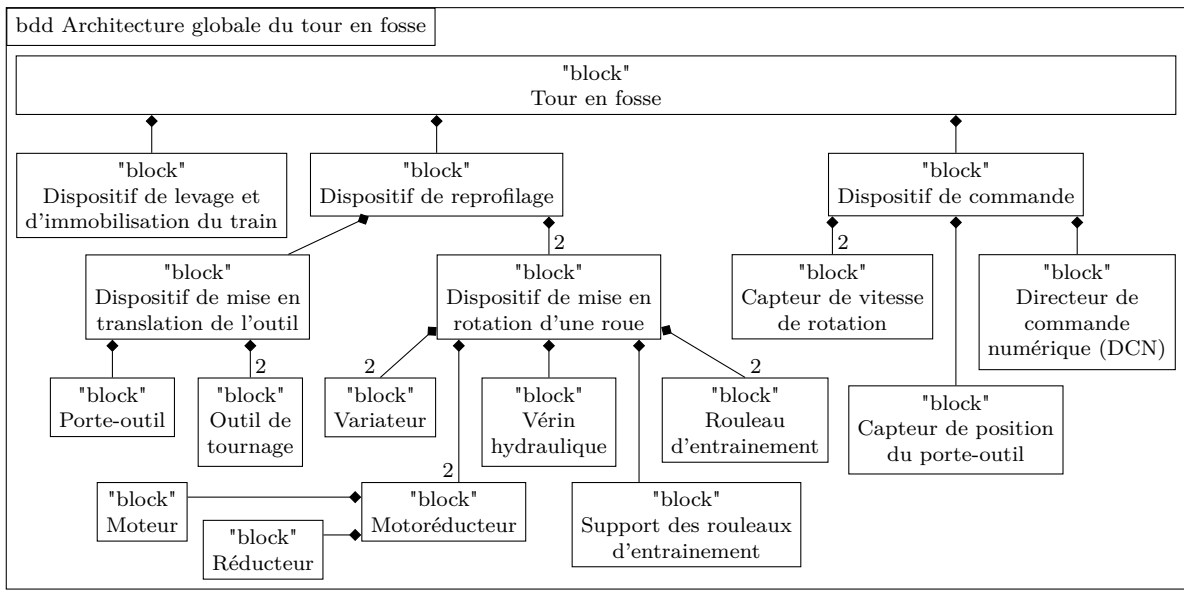 bdd Architecture globale du tour en fosse
"block"
Tour en fosse
"block"
Dispositif de levage et
d'immobilisation du train
"block"
Dispositif de reprofilage
"block"
Dispositif de commande
2
2
"block"
Dispositif de mise en
translation de l'outil
"block"
Dispositif de mise en
rotation d'une roue
"block"
Capteur de vitesse
de rotation
"block"
Directeur de
commande
numérique (DCN)
2
2
2
"block"
Porte-outil
"block"
Outil de
tournage
"block"
Variateur
"block"
Vérin
hydraulique
"block"
Rouleau
d'entrainement
"block"
Capteur de position
du porte-outil
2
"block"
Moteur
"block"
Motoréducteur
"block"
Support des rouleaux
d'entrainement
"block"
Réducteur